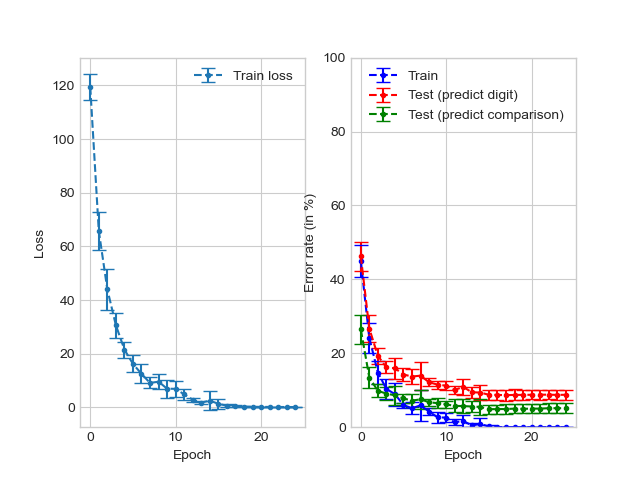 Train loss
120
100
80
60
40
20
0
0
10
20
Loss
Epoch
Train
Test (predict digit)
Test (predict comparison)
100
80
60
40
20
0
0
10
20
Error rate (in %)
Epoch